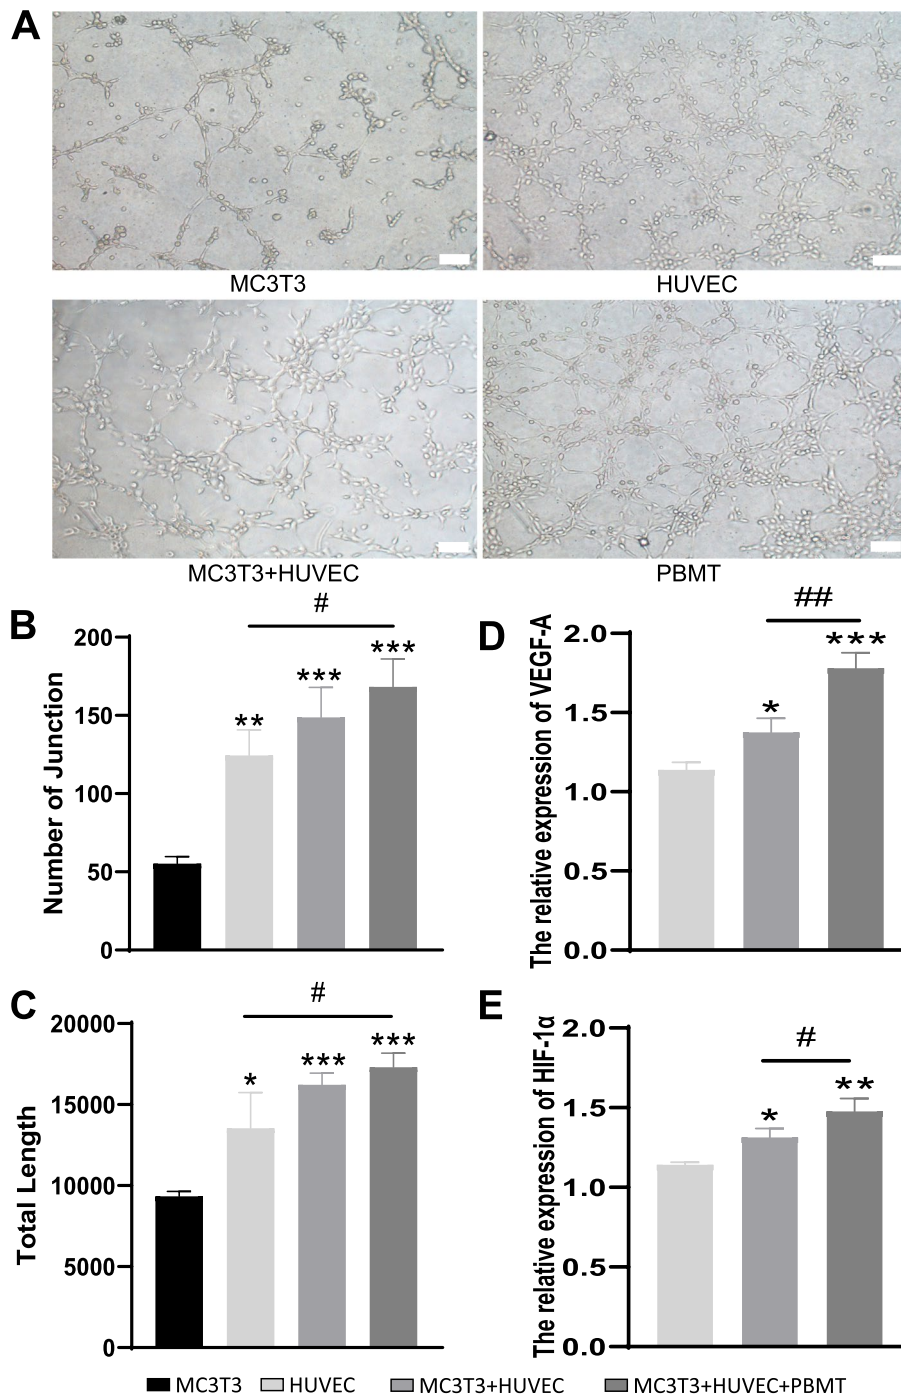 A
MC3T3
HUVEC
MC3T3+HUVEC
PBMT
B
#
200
150
100
50
0
Number of Junction
**
***
***
D
##
2.0
1.5
1.0
0.5
0.0
The relative expression of VEGF-A
*
***
C
#
20000
15000
10000
5000
0
Total Length
*
***
***
E
#
2.0
1.5
1.0
0.5
0.0
The relative expression of HIF-1α
*
**
MC3T3 HUVEC MC3T3+HUVEC MC3T3+HUVEC+PBMT